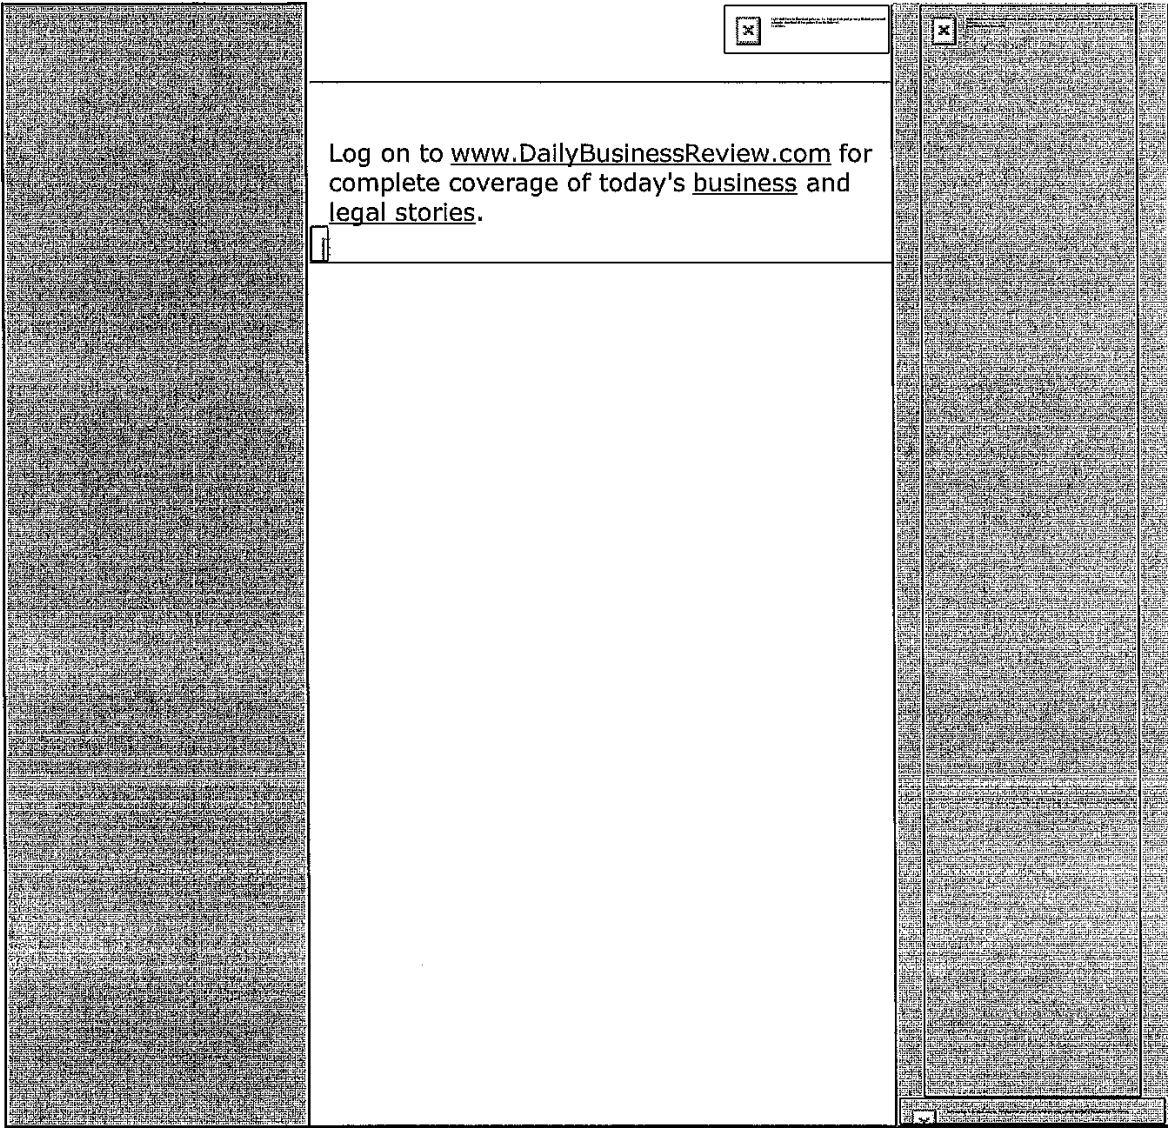 Log on to www.DailyBusinessReview.com for
complete coverage of today's business and
legal stories.